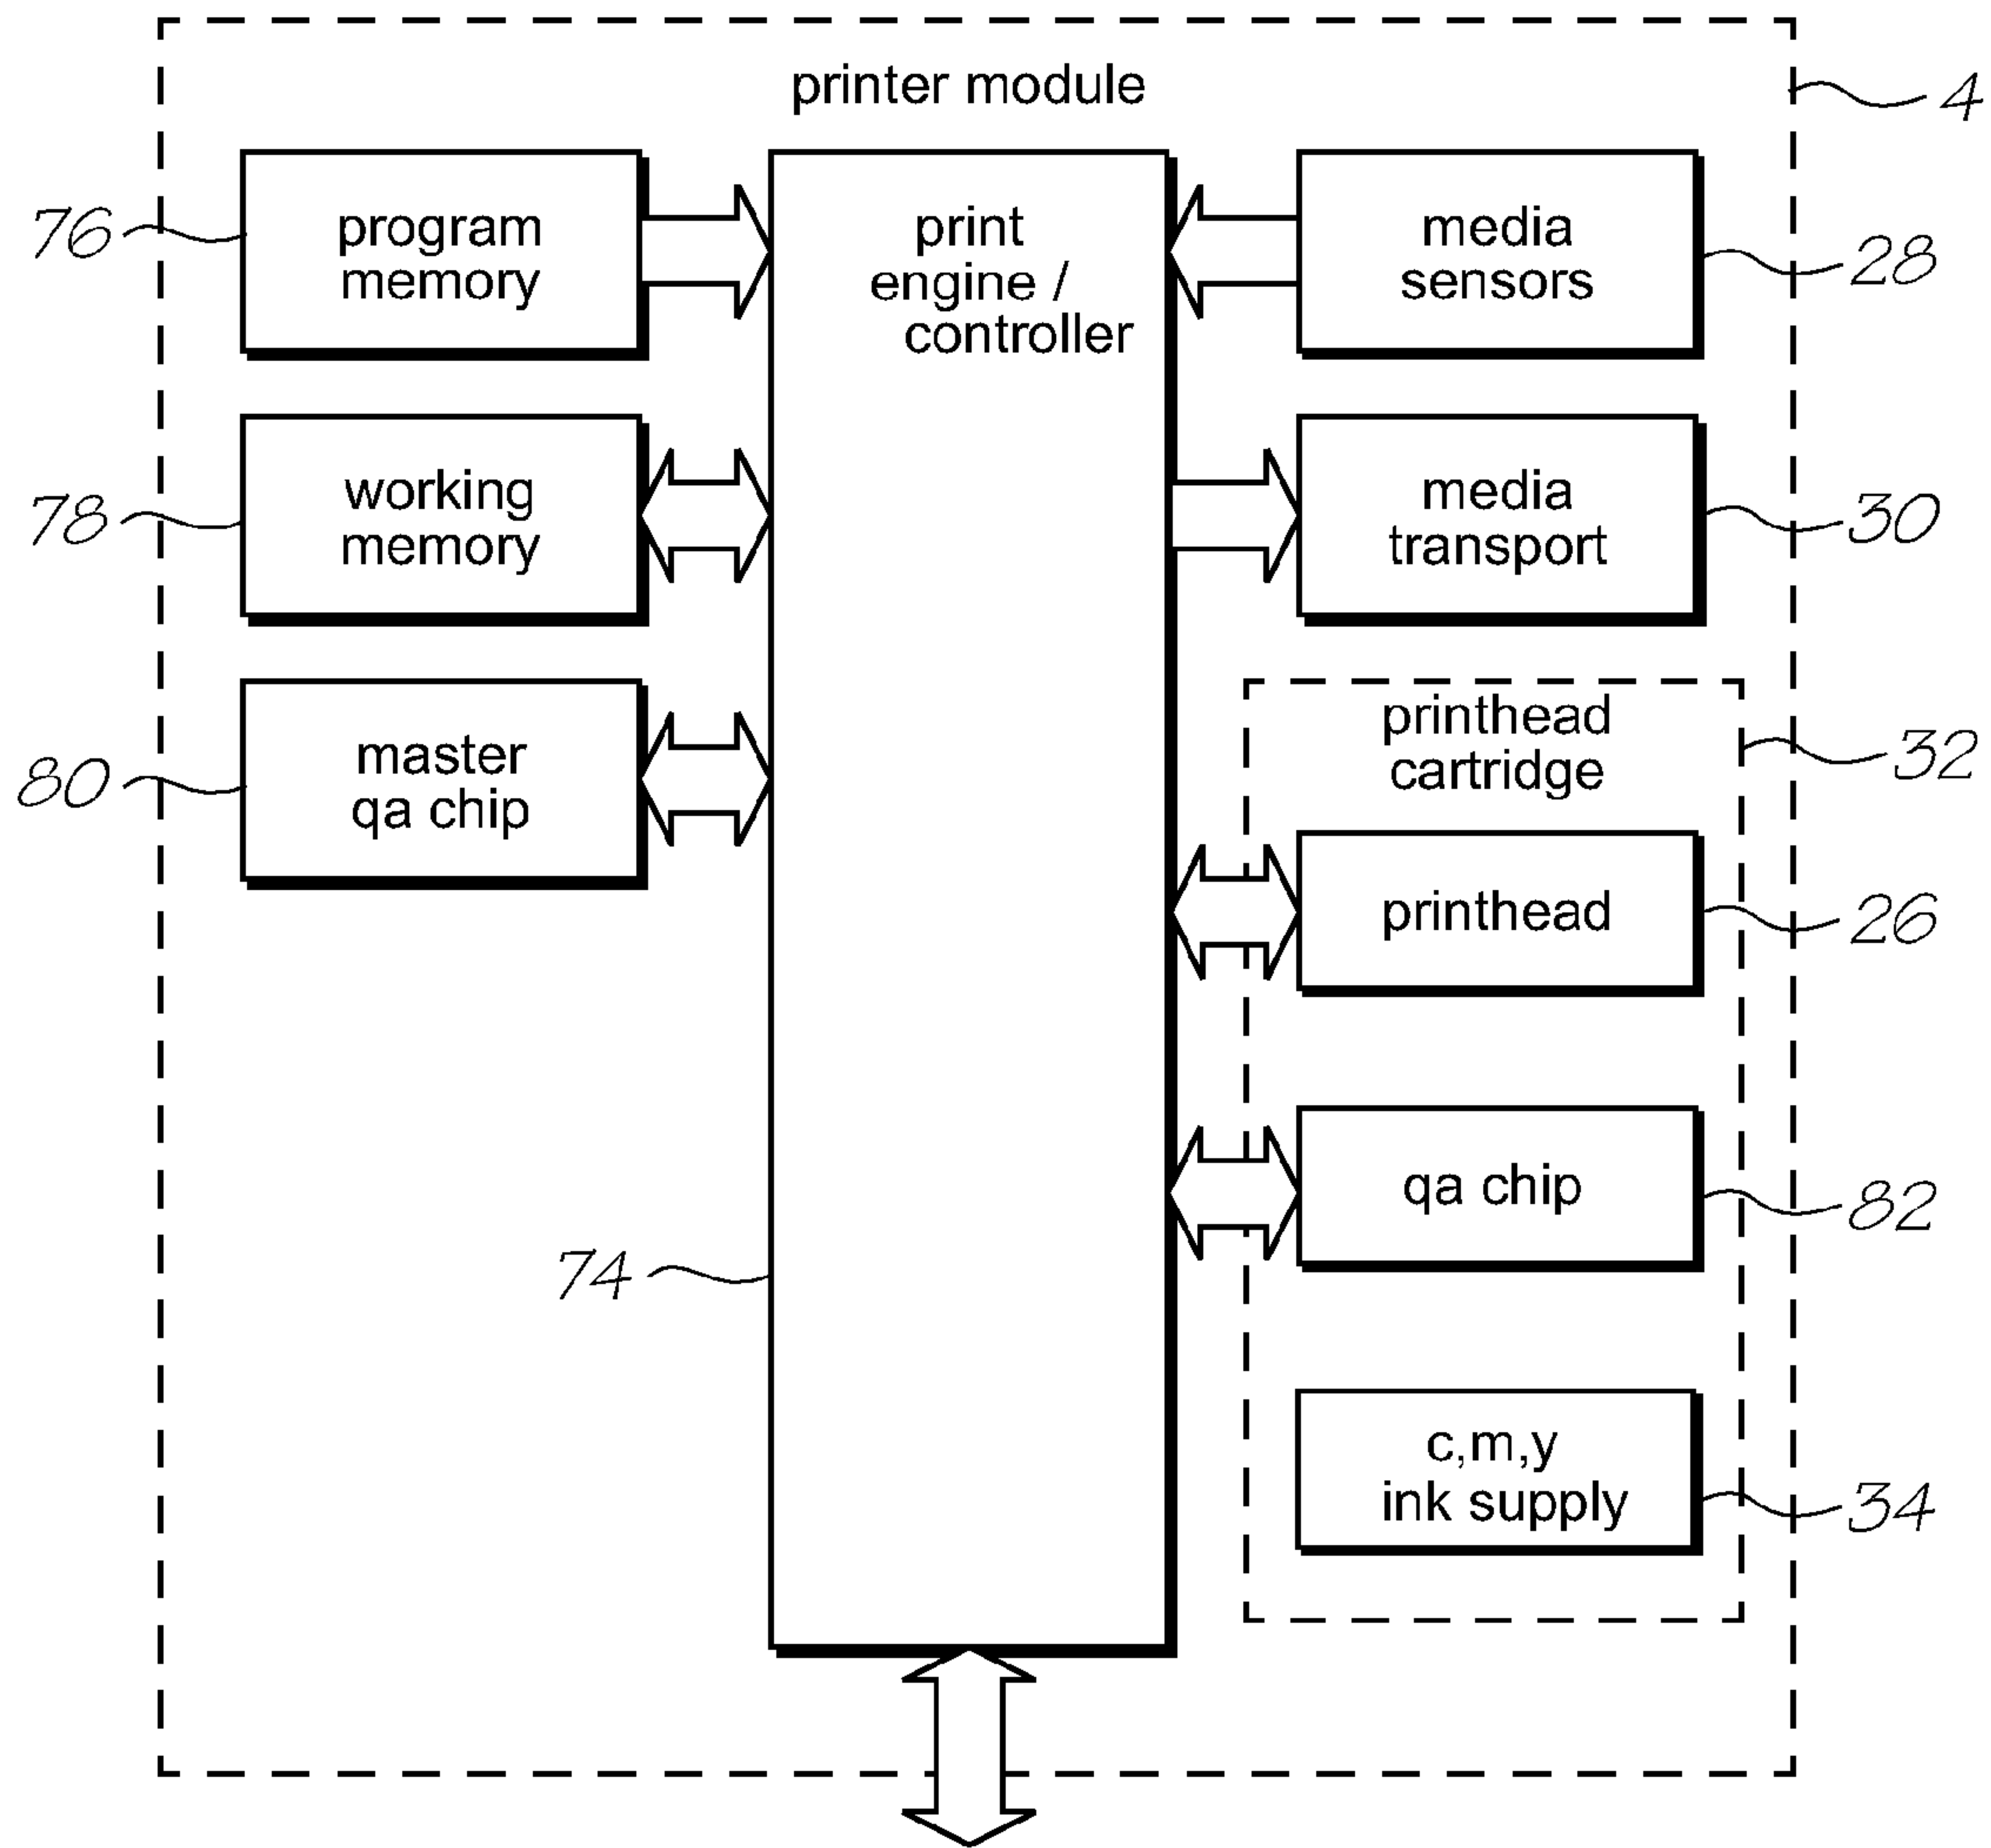 printer module
4
76
program
memory
print
engine /
controller
media
sensors
28
78
working
memory
media
transport
30
80
master
qa chip
printhead
cartridge
32
printhead
26
qa chip
82
74
c,m,y
ink supply
34